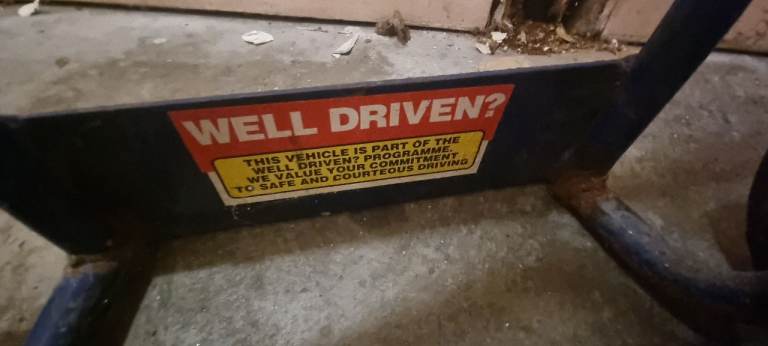 WELL DRIVEN?
THIS VEHICLE IS PART OF THE
WELL DRIVEN? PROGRAMME.
WE VALUE YOUR COMMITMENT
TO SAFE AND COURTEOUS DRIVING